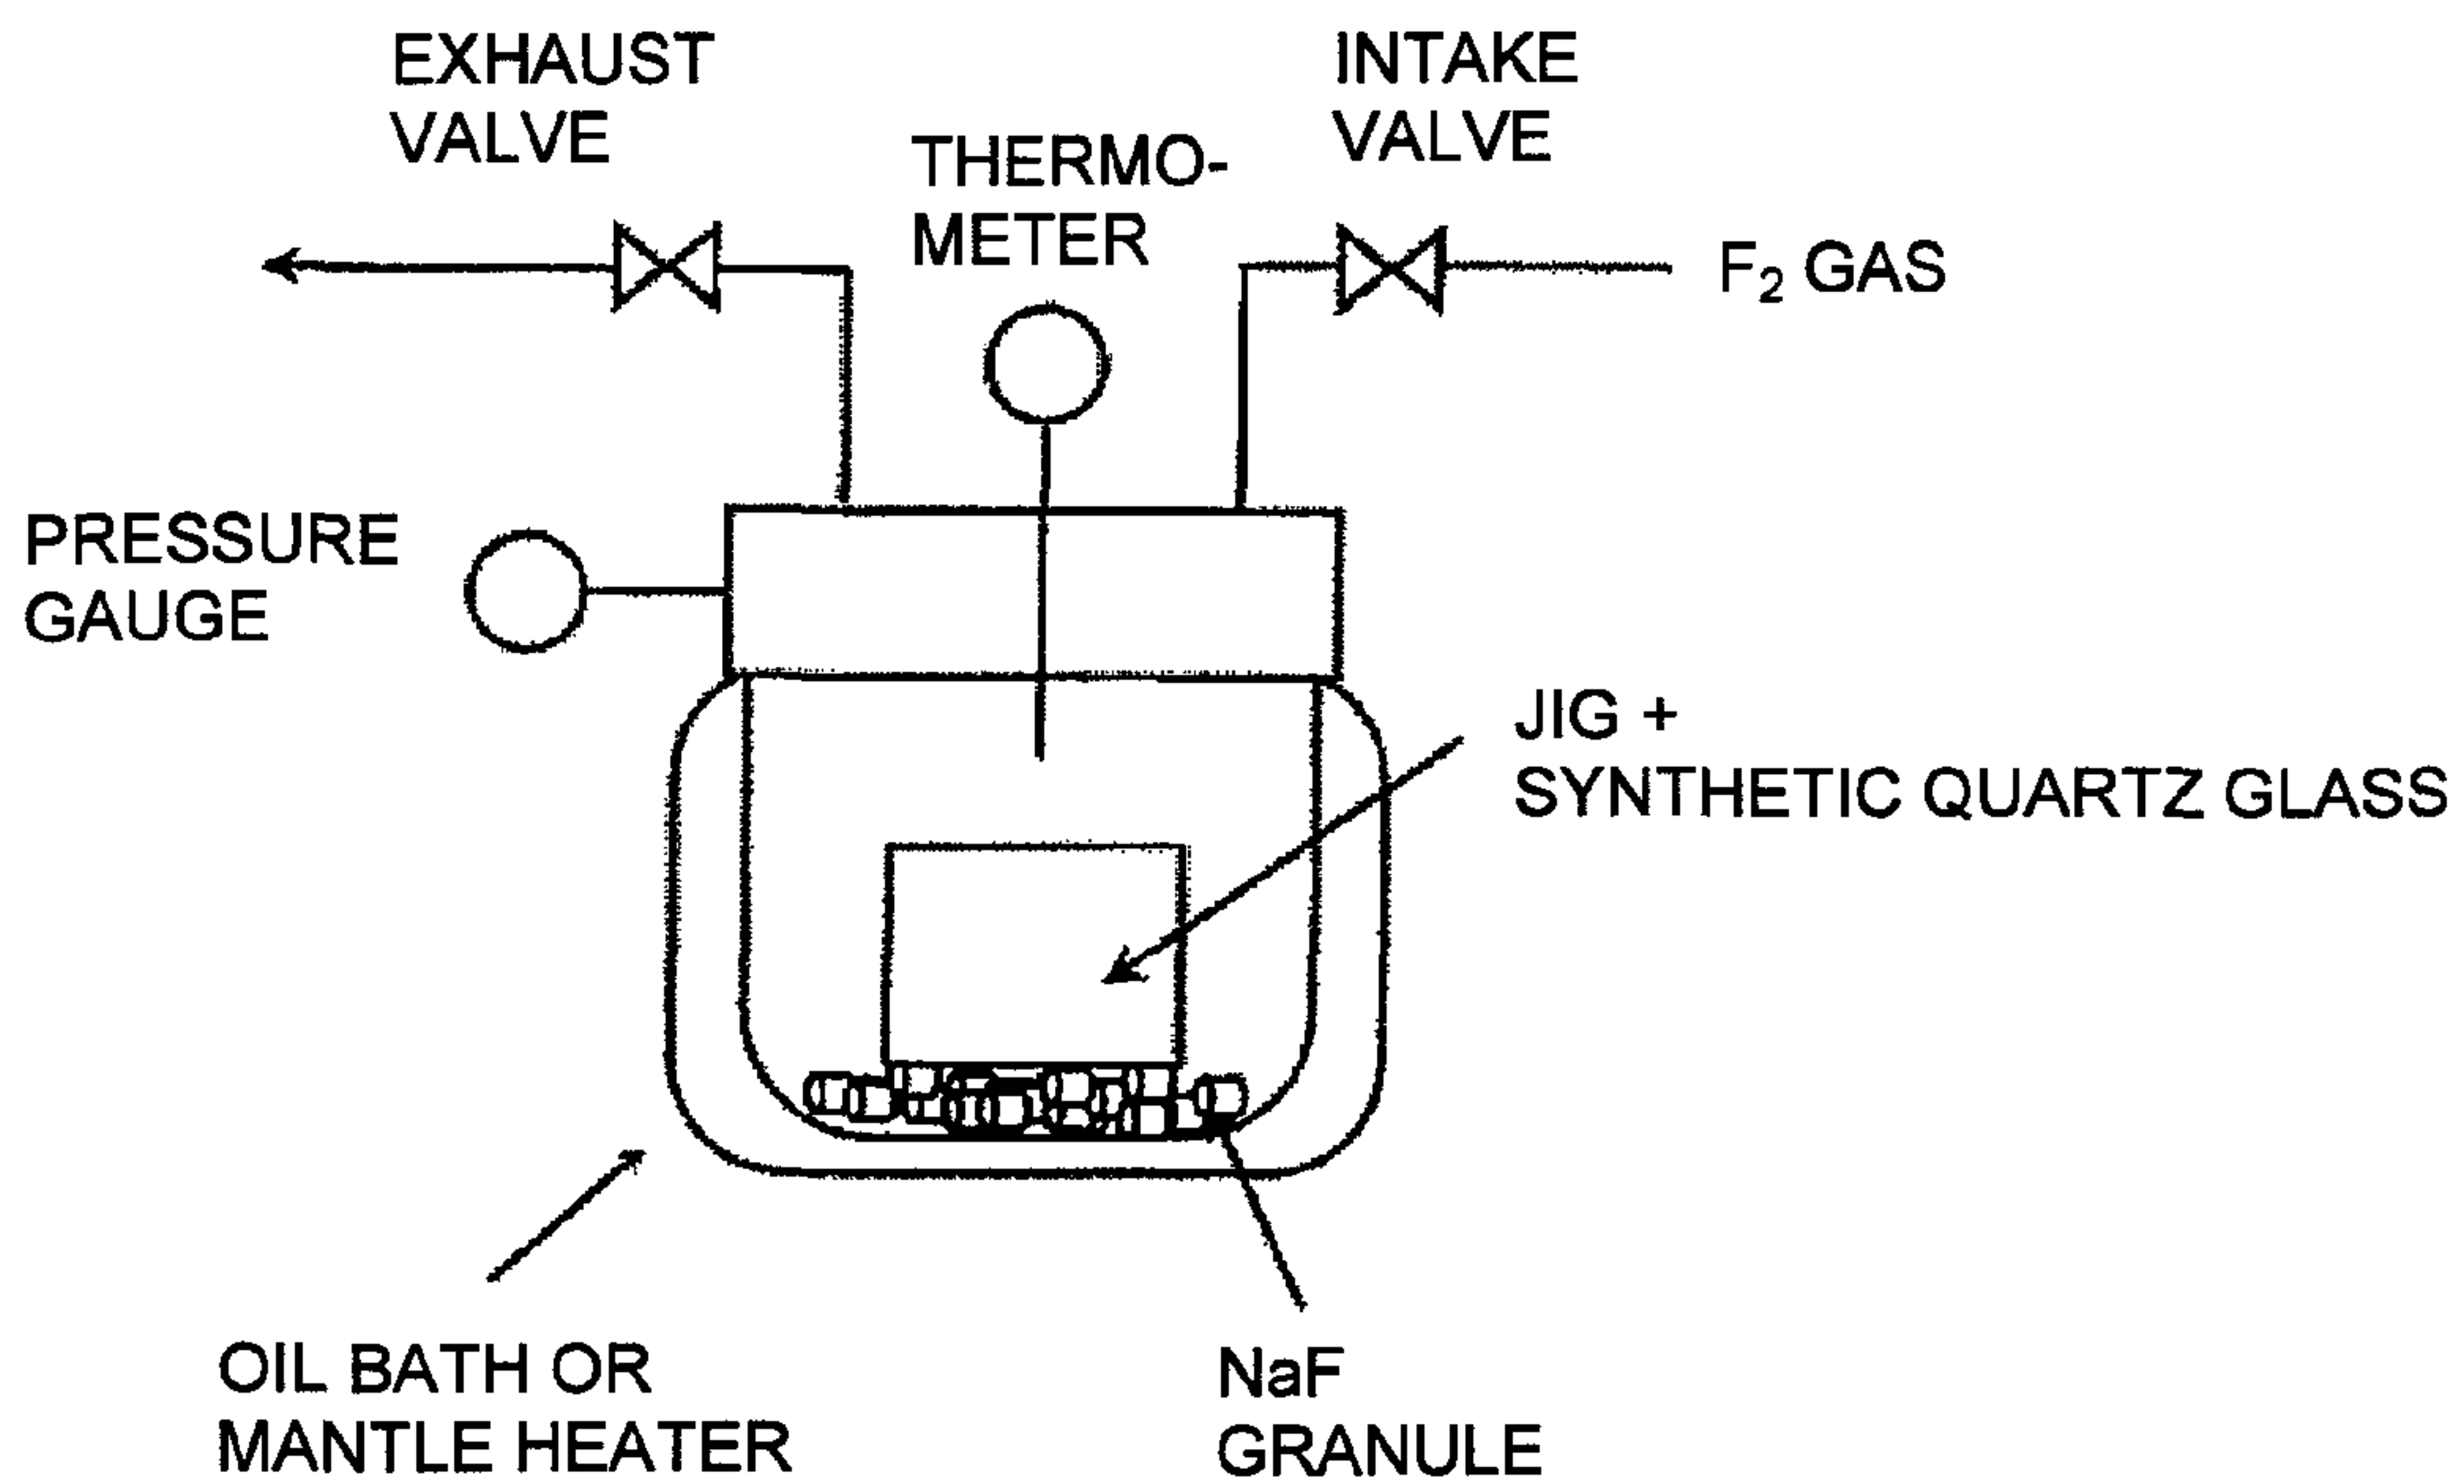 EXHAUST
VALVE
INTAKE
VALVE
THERMO-
METER
F₂ GAS
PRESSURE
GAUGE
JIG +
SYNTHETIC QUARTZ GLASS
OIL BATH OR
MANTLE HEATER
NaF
GRANULE